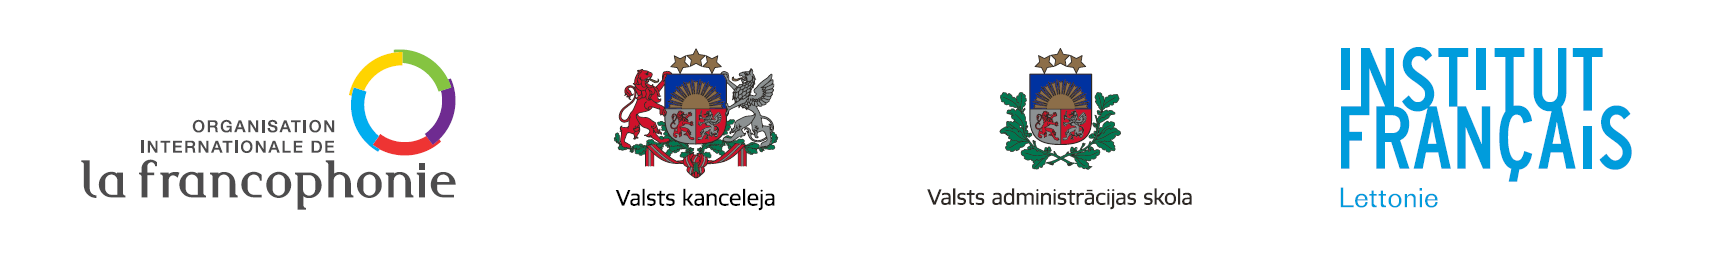 ORGANISATION
INTERNATIONALE DE
la francophonie
Valsts kanceleja
Valsts administrācijas skola
INSTITUT
FRANÇAIS
Lettonie